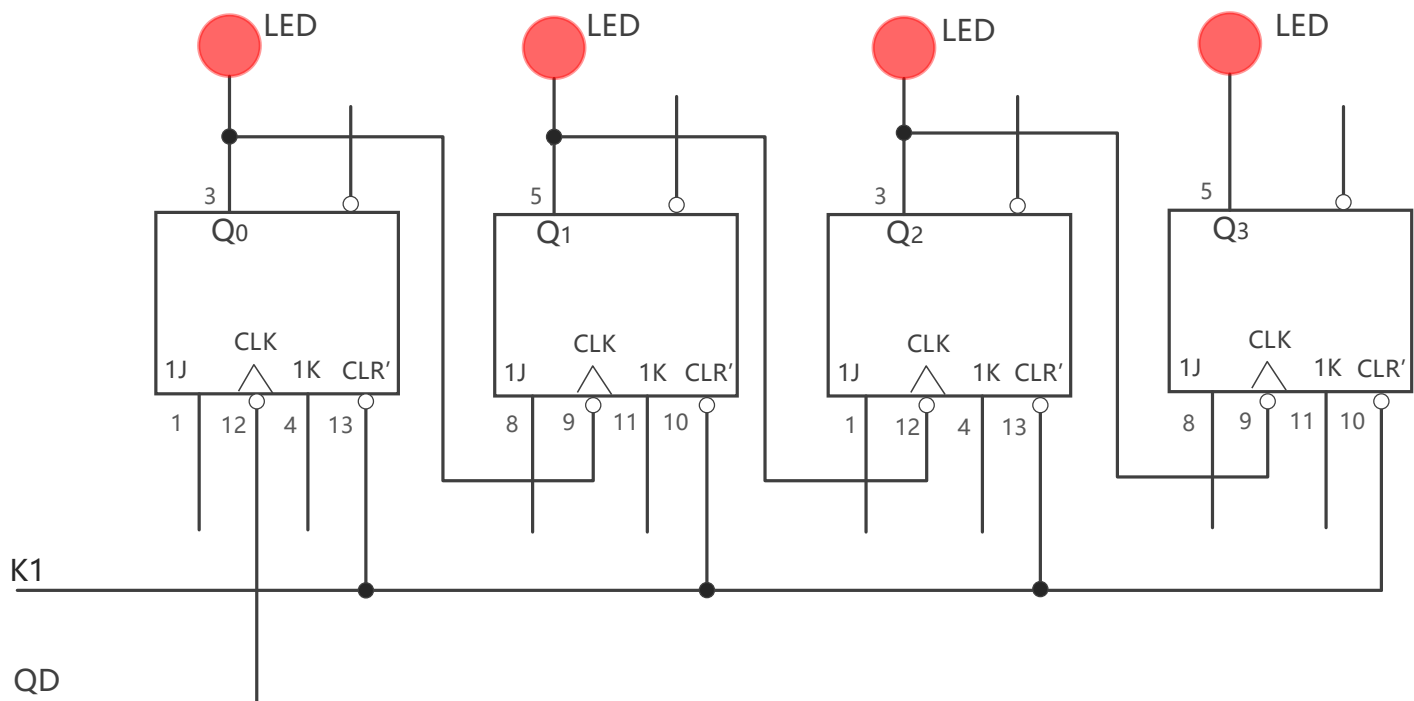 LED LED LED LED
3 5 3 5
Q0 Q1 Q2 Q3
CLK CLK CLK CLK
1J 1K CLR’ 1J 1K CLR’ 1J 1K CLR’ 1J 1K CLR’
1 12 4 13 8 9 11 10 1 12 4 13 8 9 11 10
K1
QD